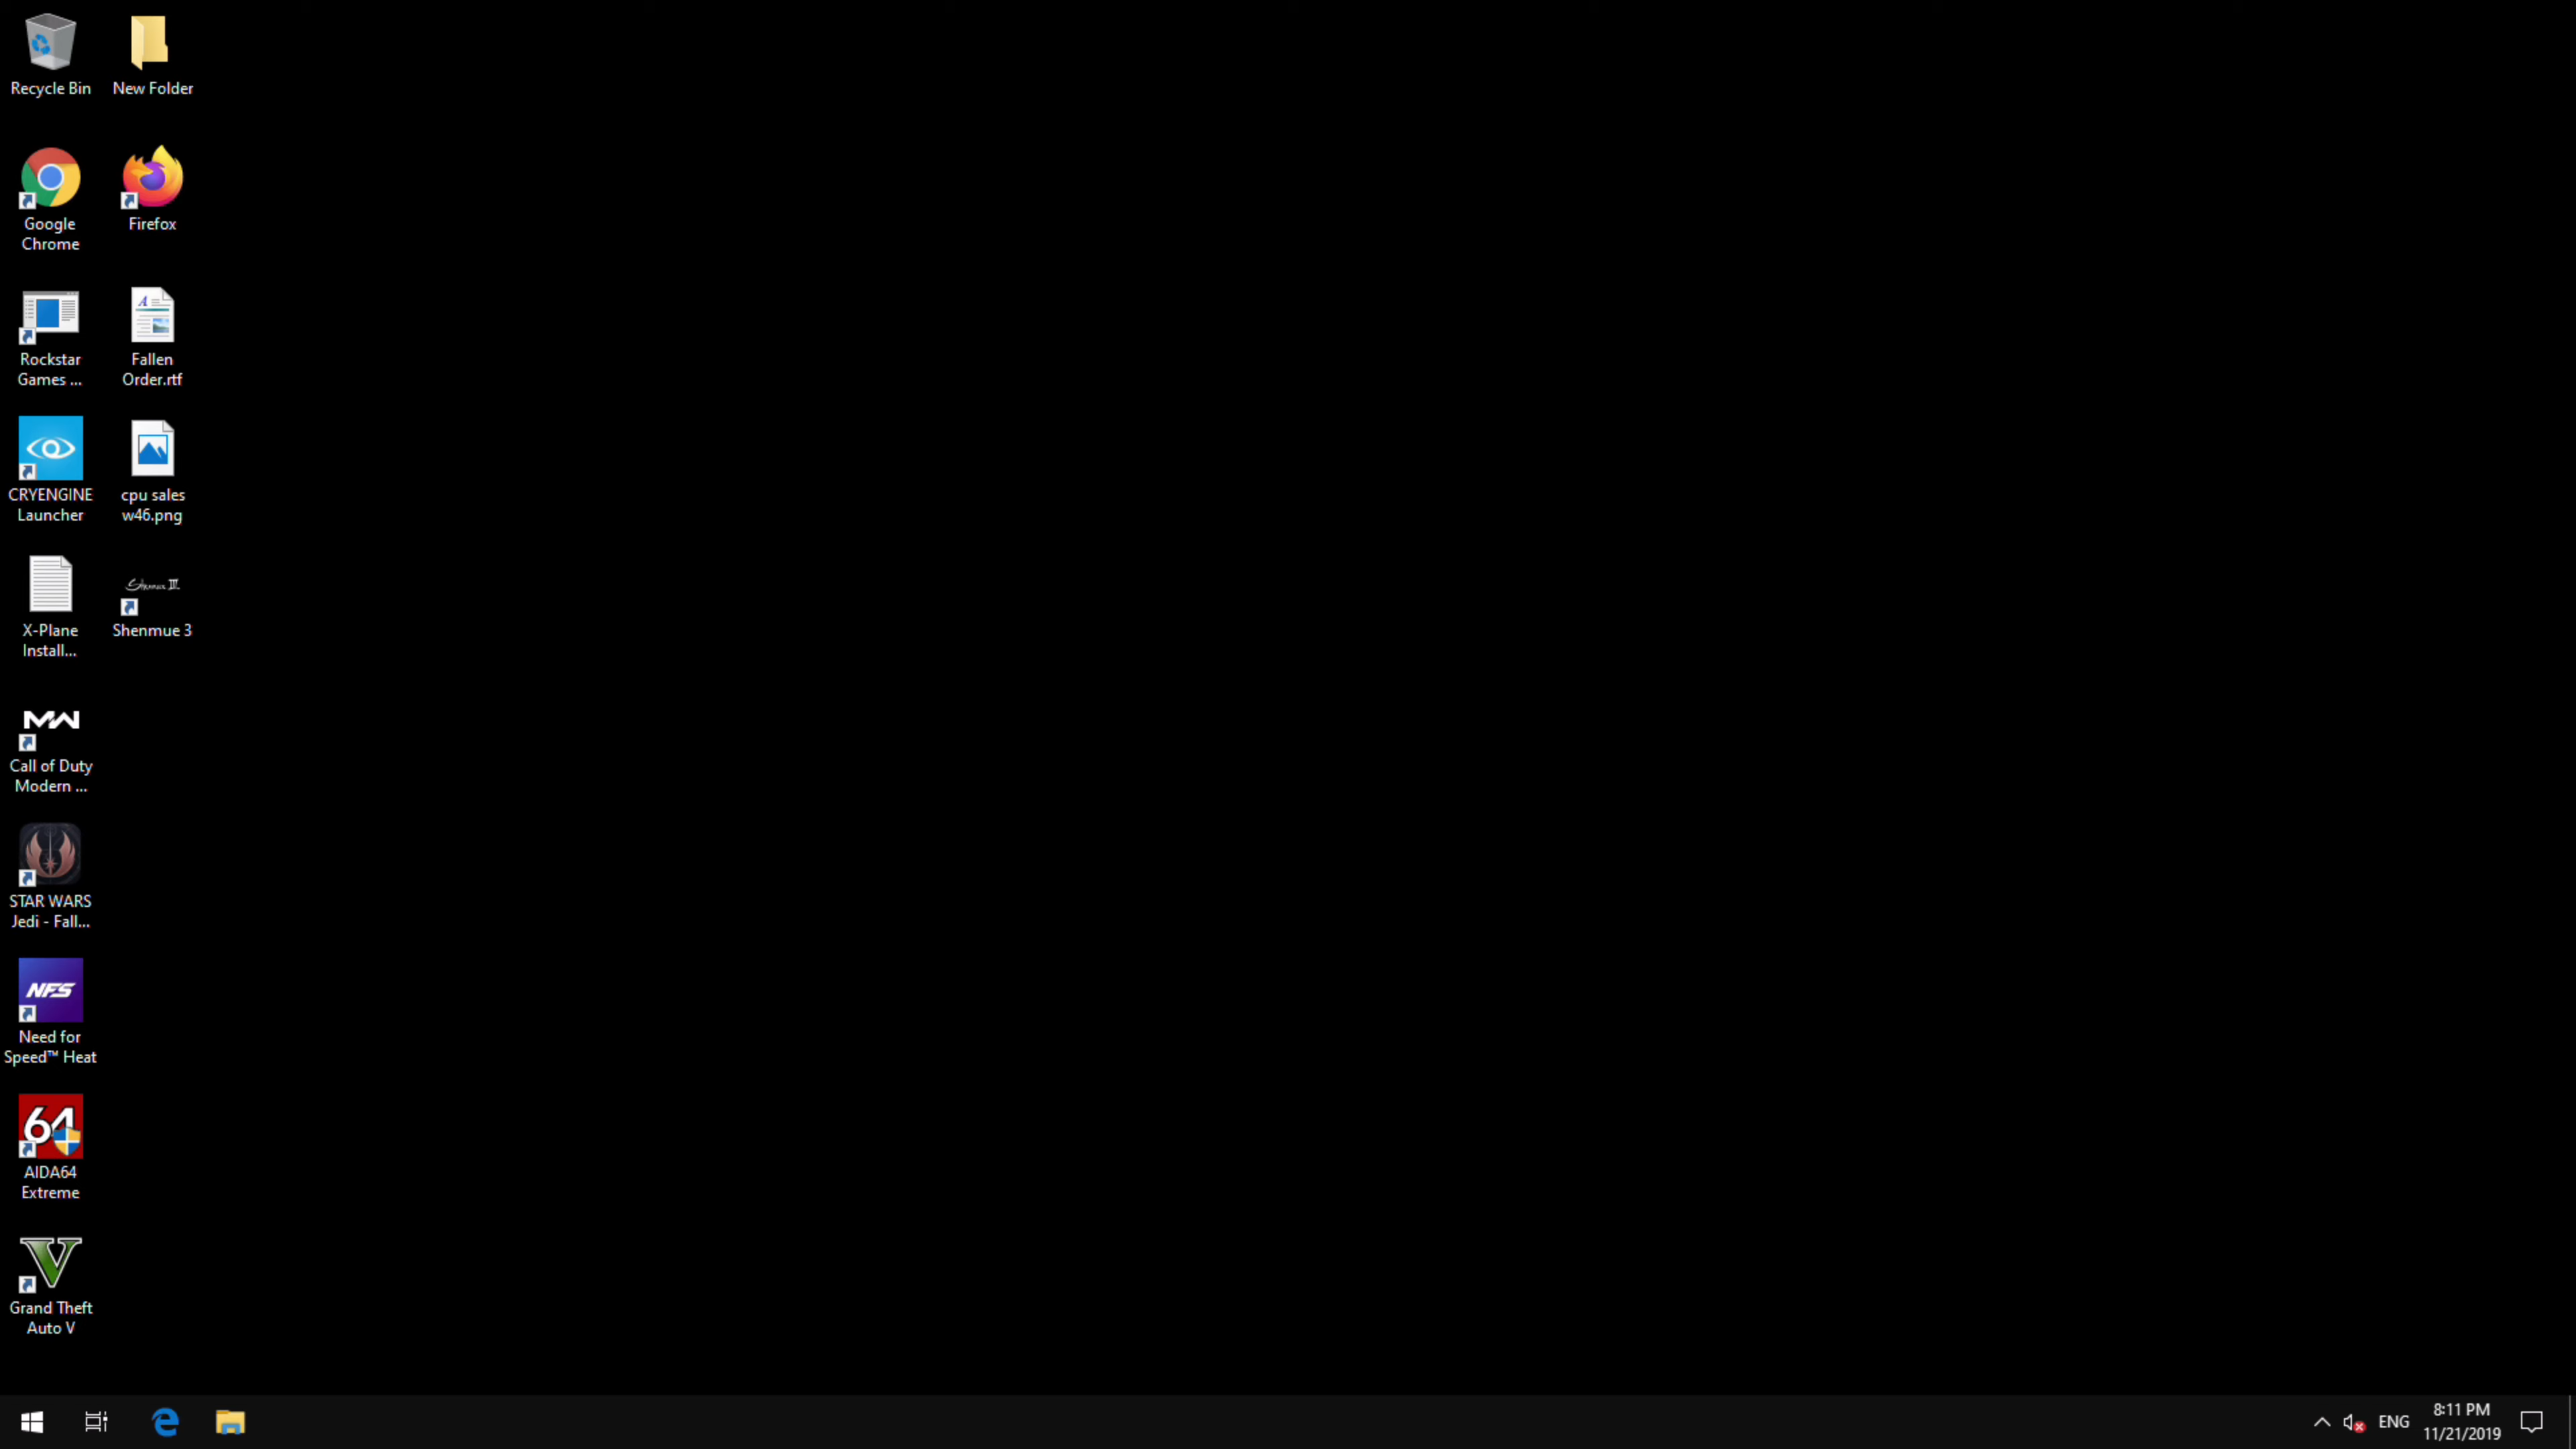 Recycle Bin
New Folder
Google
Chrome
Firefox
Rockstar
Games ...
A
Fallen
Order.rtf
CRYENGINE
Launcher
cpu sales
w46.png
X-Plane
Install...
Shenmue III
Shenmue 3
MW
Call of Duty
Modern ...
STAR WARS
Jedi - Fall...
NFS
Need for
Speed™ Heat
64
AIDA64
Extreme
V
Grand Theft
Auto V
ENG
8:11 PM
11/21/2019